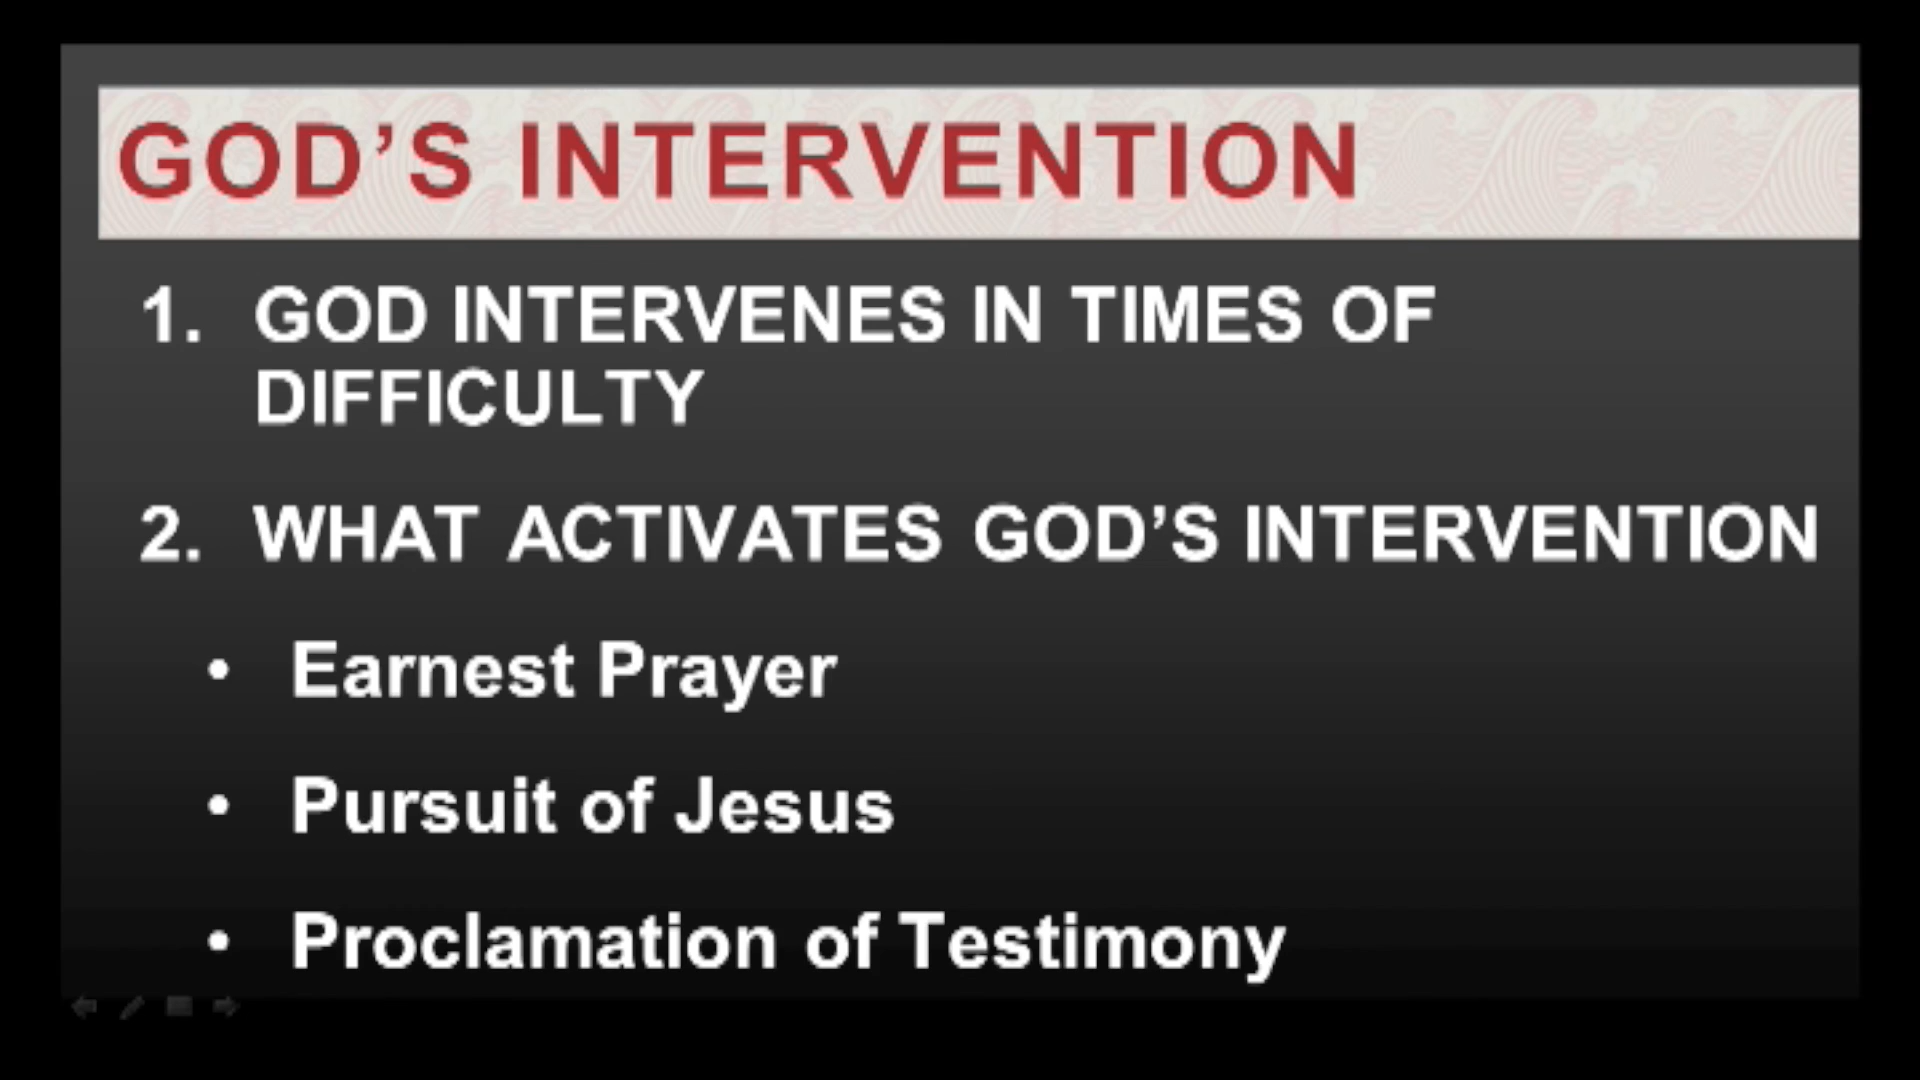 GOD’S INTERVENTION
1. GOD INTERVENES IN TIMES OF
DIFFICULTY
2. WHAT ACTIVATES GOD’S INTERVENTION
• Earnest Prayer
• Pursuit of Jesus
• Proclamation of Testimony